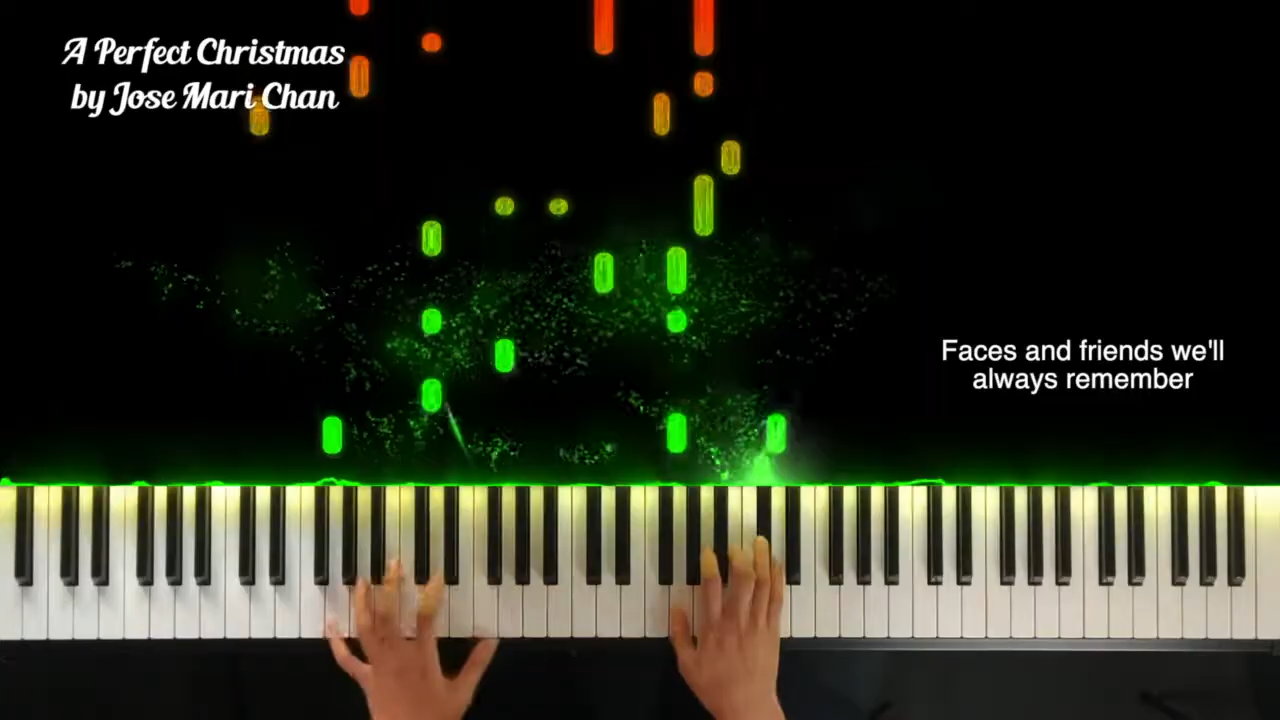 A Perfect Christmas
by Jose Mari Chan
Faces and friends we'll
always remember